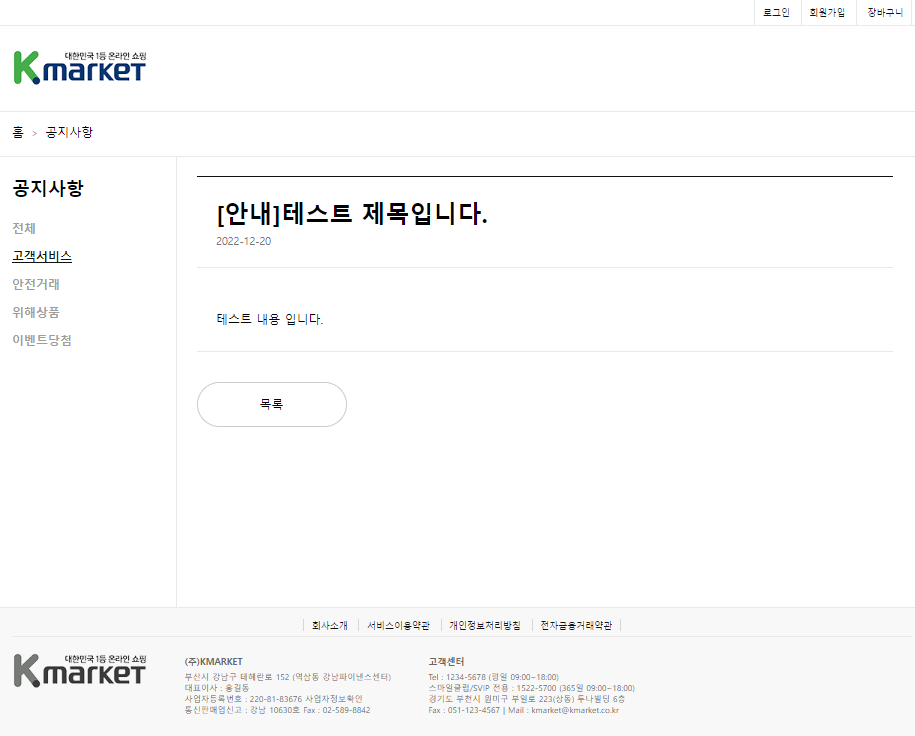 로그인 회원가입 장바구니
대한민국 1등 온라인 쇼핑
Kmarket
홈 > 공지사항
공지사항
전체
고객서비스
안전거래
위해상품
이벤트당첨
[안내]테스트 제목입니다.
2022-12-20
테스트 내용 입니다.
목록
회사소개 서비스이용약관 개인정보처리방침 전자금융거래약관
대한민국 1등 온라인 쇼핑
Kmarket
(주)KMARKET
부산시 강남구 테헤란로 152 (역삼동 강남파이낸스센터)
대표이사 : 홍길동
사업자등록번호 : 220-81-83676 사업자정보확인
통신판매업신고 : 강남 10630호 Fax : 02-589-8842
고객센터
Tel : 1234-5678 (평일 09:00~18:00)
스마일클럽/SVIP 전용 : 1522-5700 (365일 09:00~18:00)
경기도 부천시 원미구 부일로 223(상동) 투나빌딩 6층
Fax : 051-123-4567 | Mail : kmarket@kmarket.co.kr